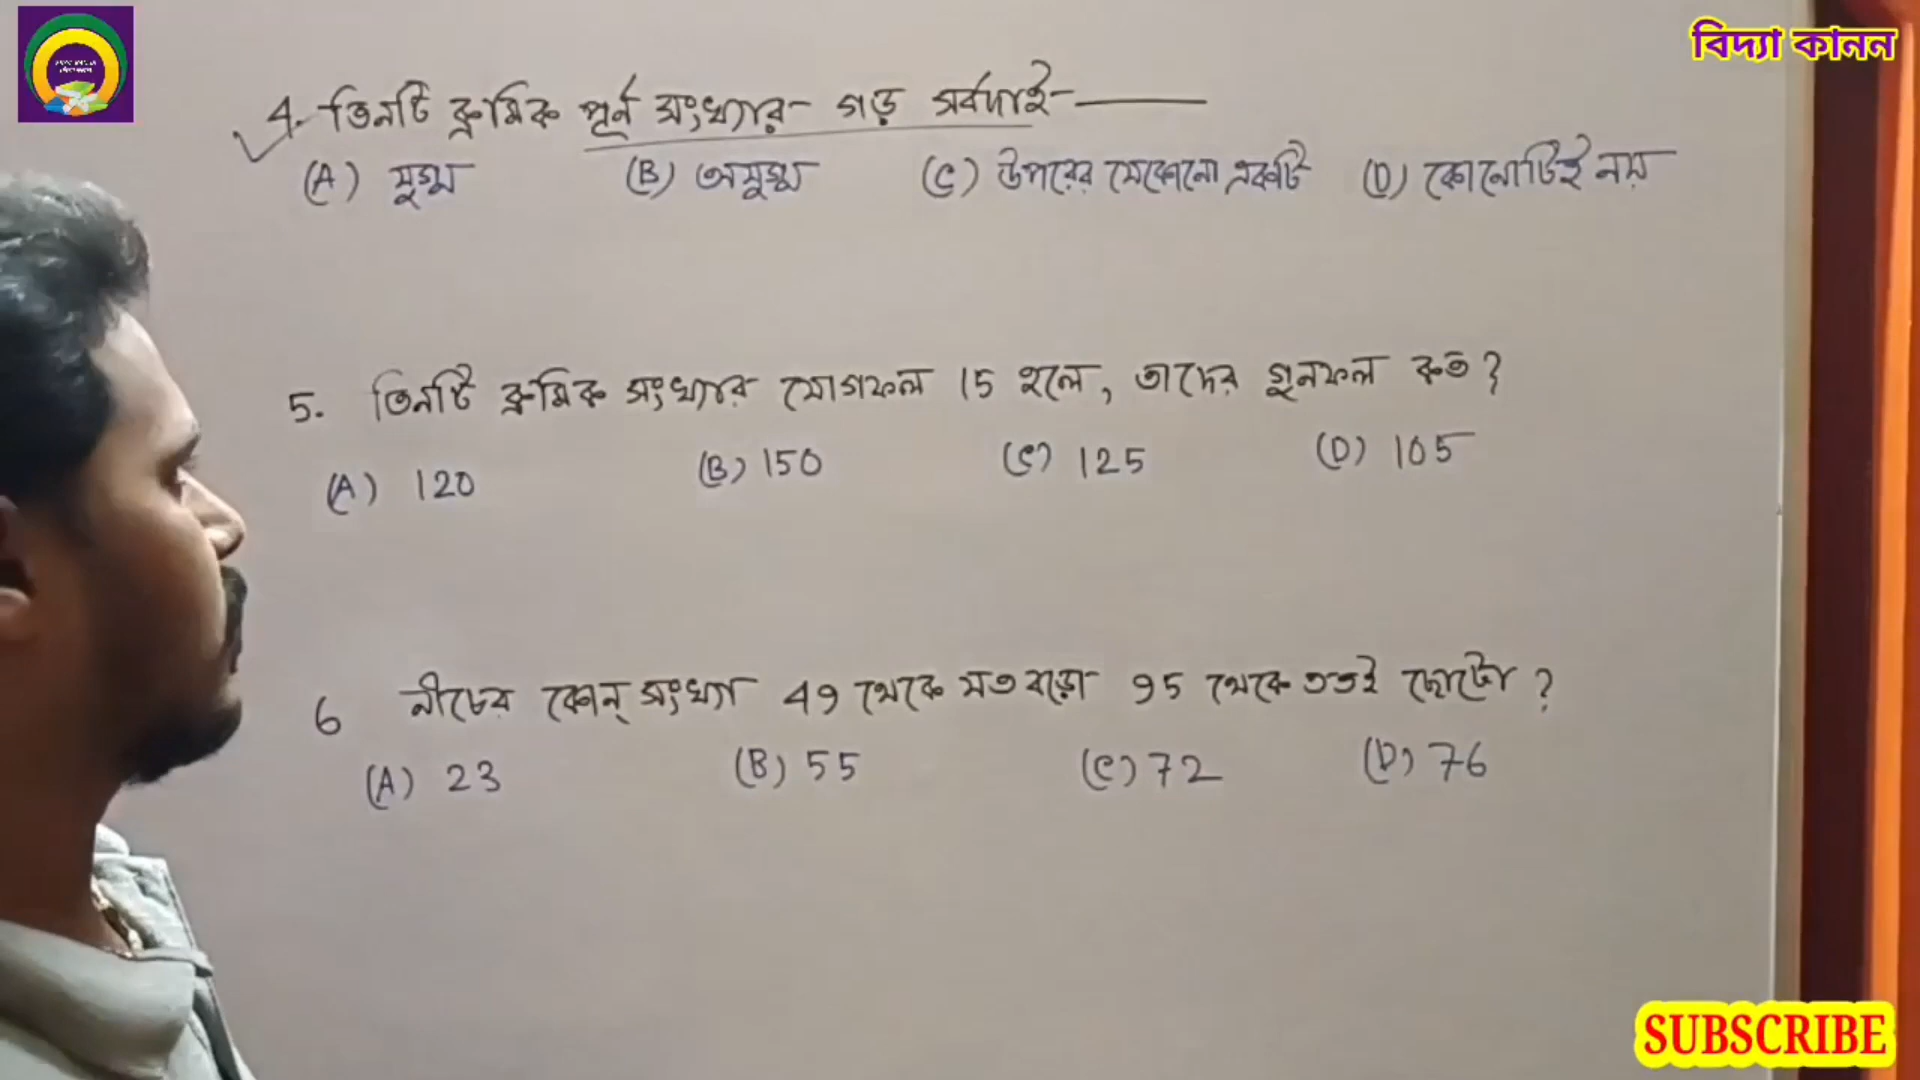 বিদ্যা কানন
4. তিনটি ক্রমিক পূর্ন সংখ্যার গড় সর্বদাই-
(A) যুগ্ম (B) অযুগ্ম (C) উপরের যেকোনো একটি (D) কোনোটিই নয়
5. তিনটি ক্রমিক সংখ্যার যোগফল 15 হলে, তাদের গুনফল কত?
(A) 120 (B) 150 (C) 125 (D) 105
6 নীচের কোন্ সংখ্যা 49 থেকে যত বড়ো 95 থেকে ততই ছোটো?
(A) 23 (B) 55 (C) 72 (D) 76
SUBSCRIBE